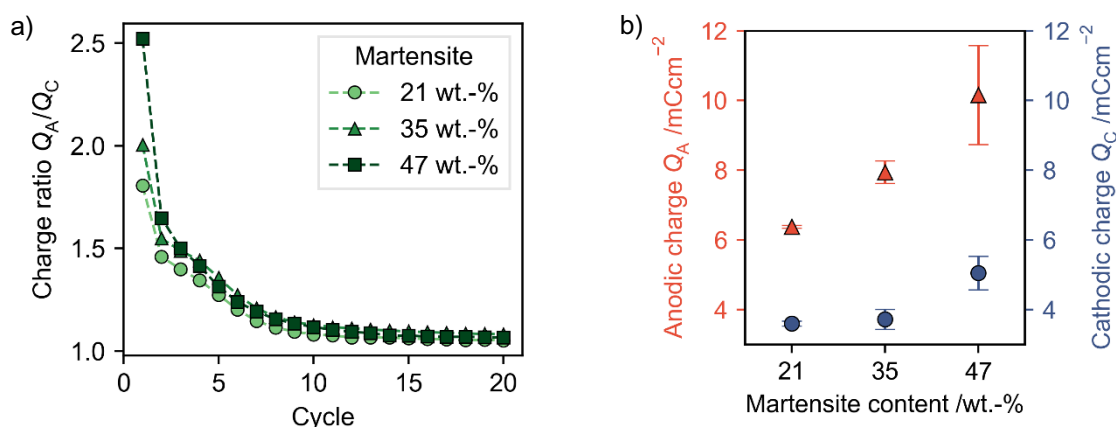 a)
Charge ratio Q_A/Q_C
2.5
2.0
1.5
1.0
0
5
10
15
20
Cycle
Martensite
21 wt.-%
35 wt.-%
47 wt.-%
b)
Anodic charge Q_A /mCcm⁻²
12
10
8
6
4
21
35
47
Martensite content /wt.-%
12
10
8
6
4
Cathodic charge Q_C /mCcm⁻²